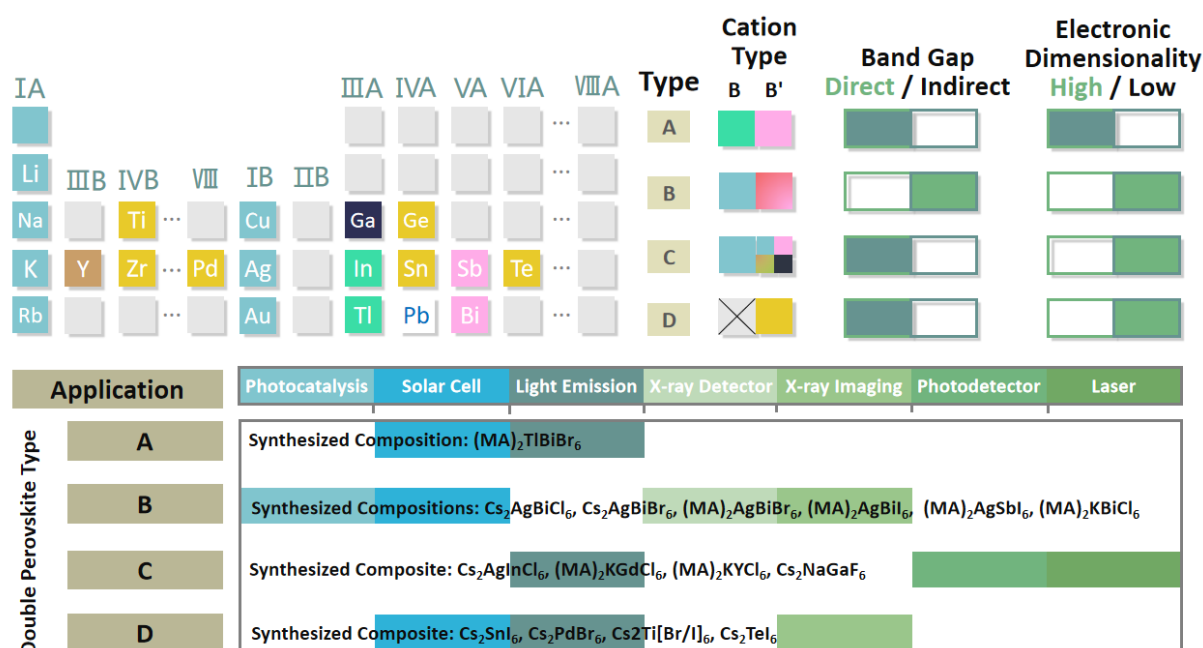 Cation Type
B B'
Electronic Dimensionality
High / Low
Band Gap
Direct / Indirect
Type
IA
ⅢA ⅣA VA VIA ... ⅧA
Li
ⅢB IVB Ⅷ IB ⅡB
Na Ti ... Cu Ga Ge
K Y Zr ... Pd Ag In Sn Sb Te ...
Rb ... Au Tl Pb Bi ...
A
B
C
D
Application
Photocatalysis Solar Cell Light Emission X-ray Detector X-ray Imaging Photodetector Laser
Double Perovskite Type
A
Synthesized Composition: (MA)₂TlBiBr₆
B
Synthesized Compositions: Cs₂AgBiCl₆, Cs₂AgBiBr₆, (MA)₂AgBiBr₆, (MA)₂AgBiI₆, (MA)₂AgSbI₆, (MA)₂KBiCl₆
C
Synthesized Composite: Cs₂AgInCl₆, (MA)₂KGdCl₆, (MA)₂KYCl₆, Cs₂NaGaF₆
D
Synthesized Composite: Cs₂SnI₆, Cs₂PdBr₆, Cs2Ti[Br/I]₆, Cs₂TeI₆